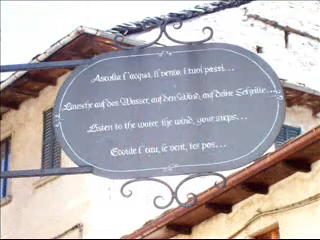 Ascolta l'acqua, il vento, i tuoi passi...
Lausche auf das Wasser, auf den Wind, auf deine Schritte...
Listen to the water, the wind, your steps...
Ecoute l'eau, le vent, tes pas...